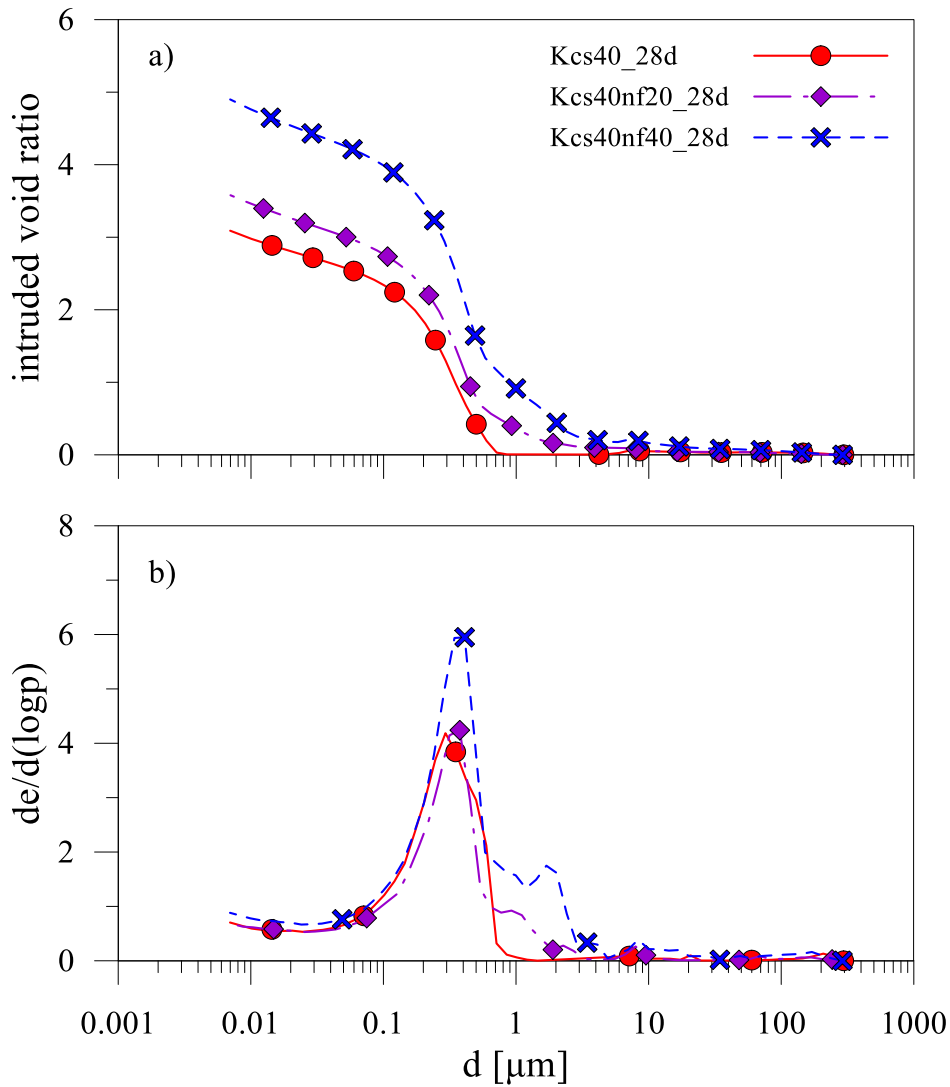 6
a)
Kcs40_28d
Kcs40nf20_28d
Kcs40nf40_28d
4
2
0
intruded void ratio
8
b)
6
4
2
0
de/d(logp)
0.001 0.01 0.1 1 10 100 1000
d [μm]